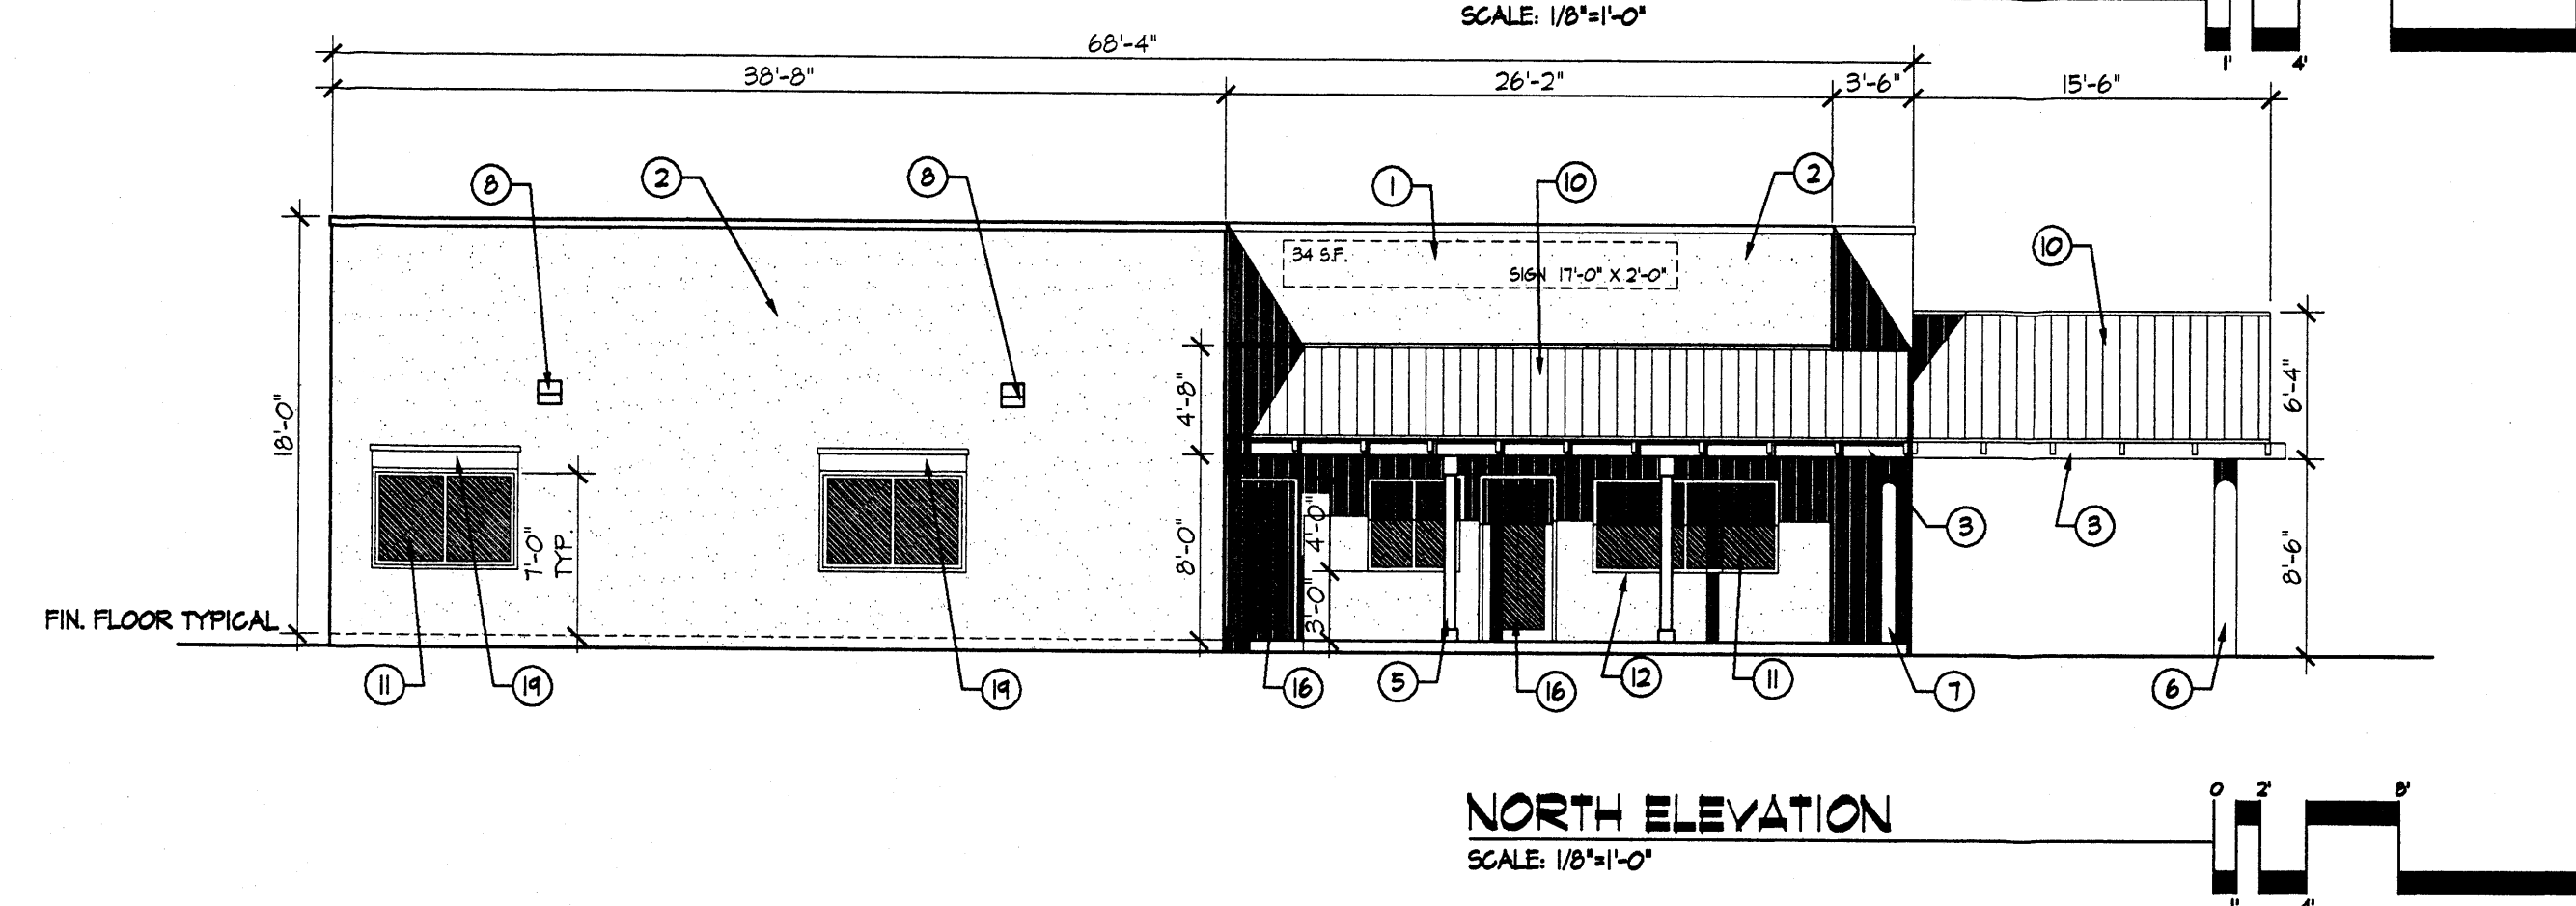 SCALE: 1/8"=1'-0"
1' 4'
68'-4"
38'-8" 26'-2" 3'-6" 15'-6"
8 2 8 1 10 2
10
34 S.F.
SIGN 17'-0" X 2'-0"
18'-0"
4'-8"
6'-4"
7'-0"
TYP.
8'-0"
4'-0"
3'-0"
3 3
8'-6"
FIN. FLOOR TYPICAL
11 19 19 16 5 16 12 11 7 6
NORTH ELEVATION
SCALE: 1/8"=1'-0"
0 2' 8'
1' 4'